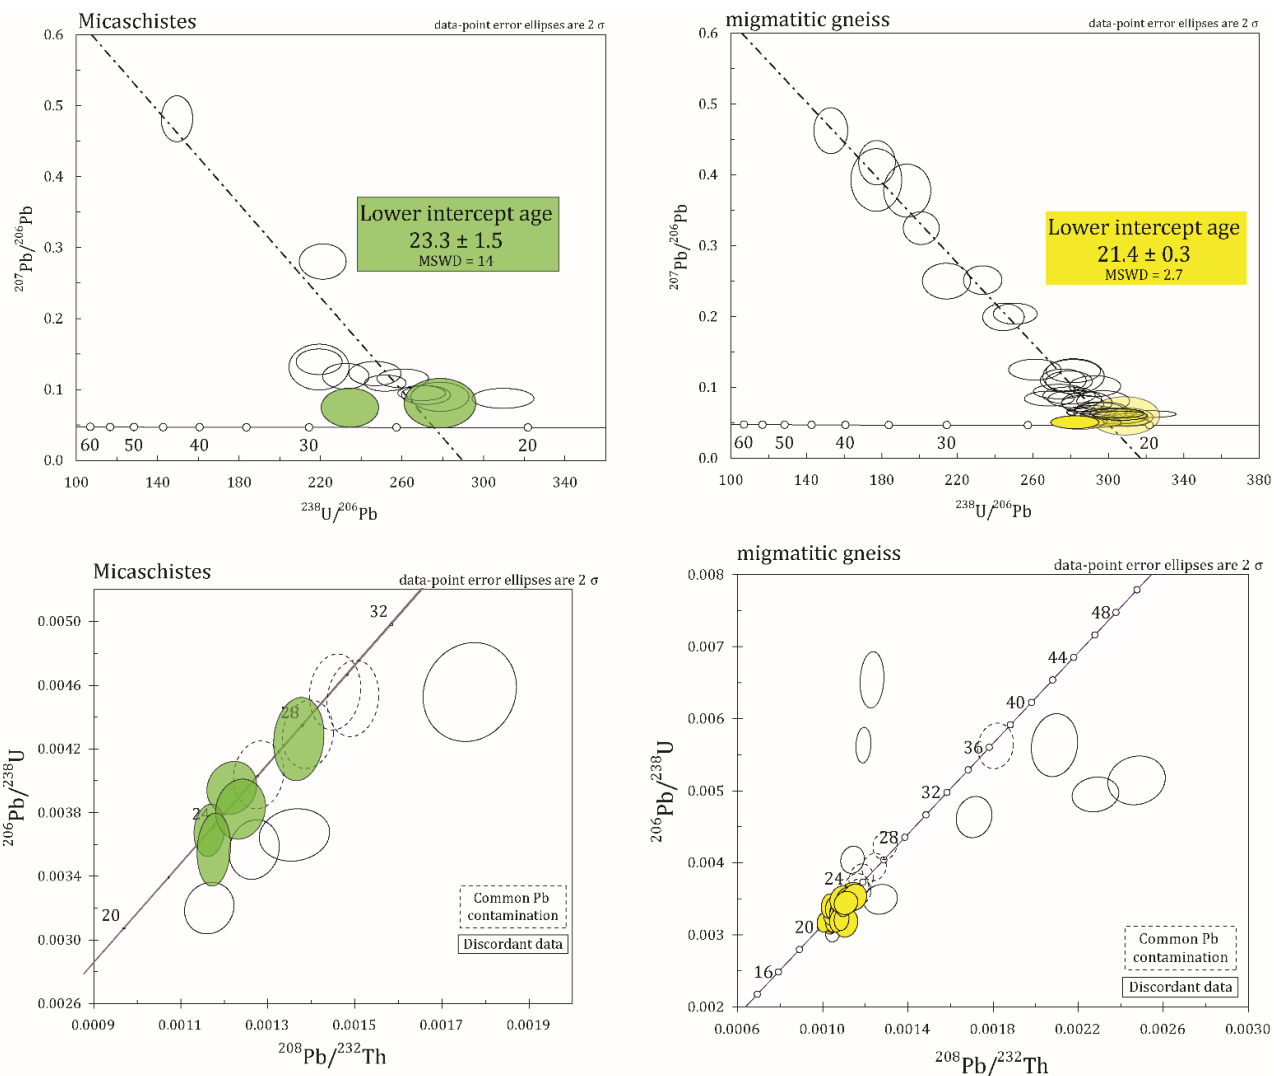 Micaschistes
data-point error ellipses are 2 σ
0.6
0.5
0.4
0.3
0.2
0.1
0.0
207Pb/206Pb
Lower intercept age
23.3 ± 1.5
MSWD = 14
60 50 40 30 20
100 140 180 220 260 300 340
238U/206Pb
migmatitic gneiss
data-point error ellipses are 2 σ
0.6
0.5
0.4
0.3
0.2
0.1
0.0
207Pb/206Pb
Lower intercept age
21.4 ± 0.3
MSWD = 2.7
60 50 40 30 20
100 140 180 220 260 300 340 380
238U/206Pb
Micaschistes
data-point error ellipses are 2 σ
0.0050
0.0046
0.0042
0.0038
0.0034
0.0030
0.0026
206Pb/238U
32
28
24
20
Common Pb
contamination
Discordant data
0.0009 0.0011 0.0013 0.0015 0.0017 0.0019
208Pb/232Th
migmatitic gneiss
data-point error ellipses are 2 σ
0.008
0.007
0.006
0.005
0.004
0.003
0.002
206Pb/238U
48
44
40
36
32
28
24
20
16
Common Pb
contamination
Discordant data
0.0006 0.0010 0.0014 0.0018 0.0022 0.0026 0.0030
208Pb/232Th